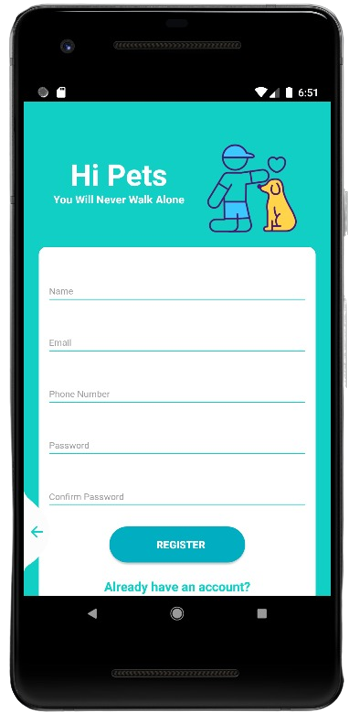 6:51
Hi Pets
You Will Never Walk Alone
Name
Email
Phone Number
Password
Confirm Password
REGISTER
Already have an account?